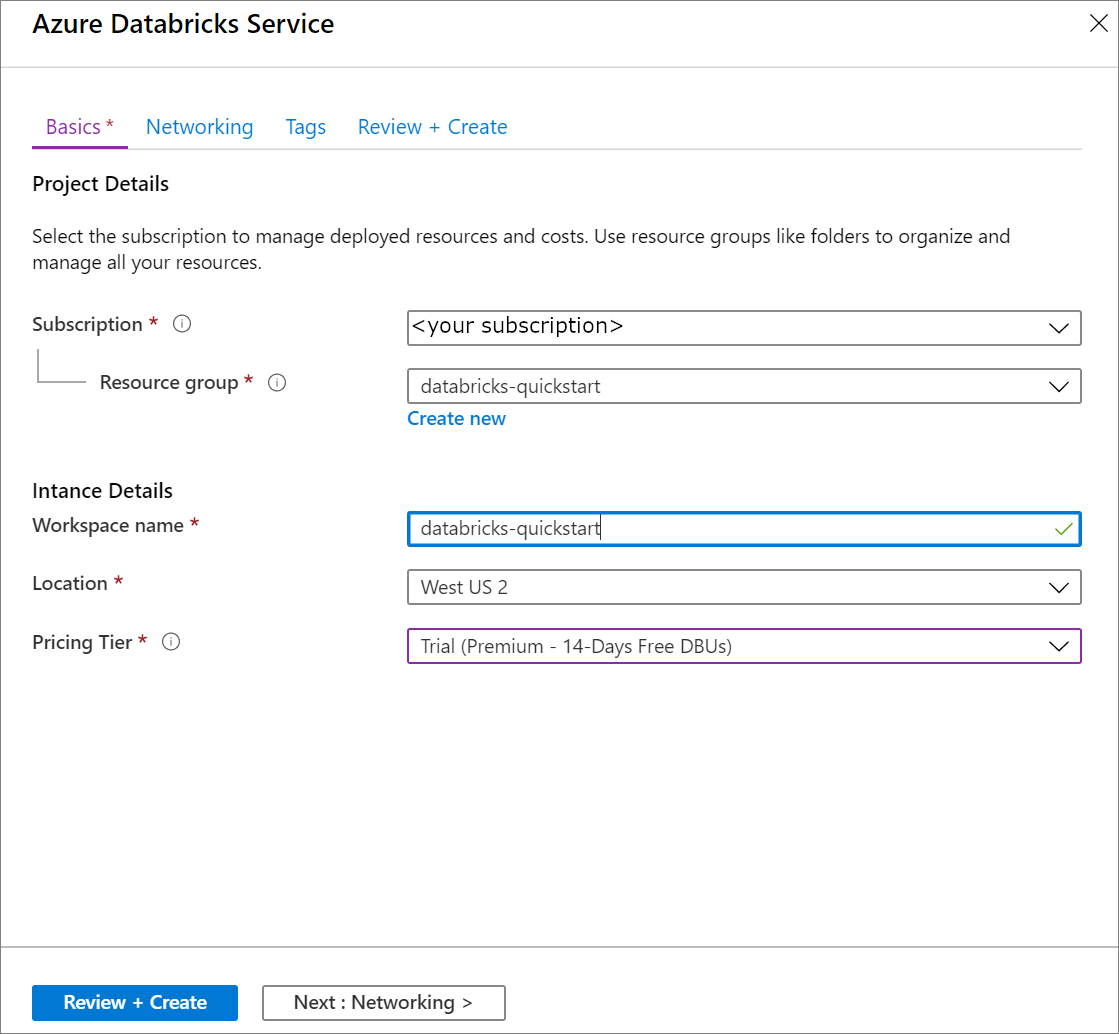 Azure Databricks Service
Basics * Networking Tags Review + Create
Project Details
Select the subscription to manage deployed resources and costs. Use resource groups like folders to organize and
manage all your resources.
Subscription * <your subscription>
Resource group * databricks-quickstart
Create new
Intance Details
Workspace name * databricks-quickstart
Location * West US 2
Pricing Tier * Trial (Premium - 14-Days Free DBUs)
Review + Create Next : Networking >